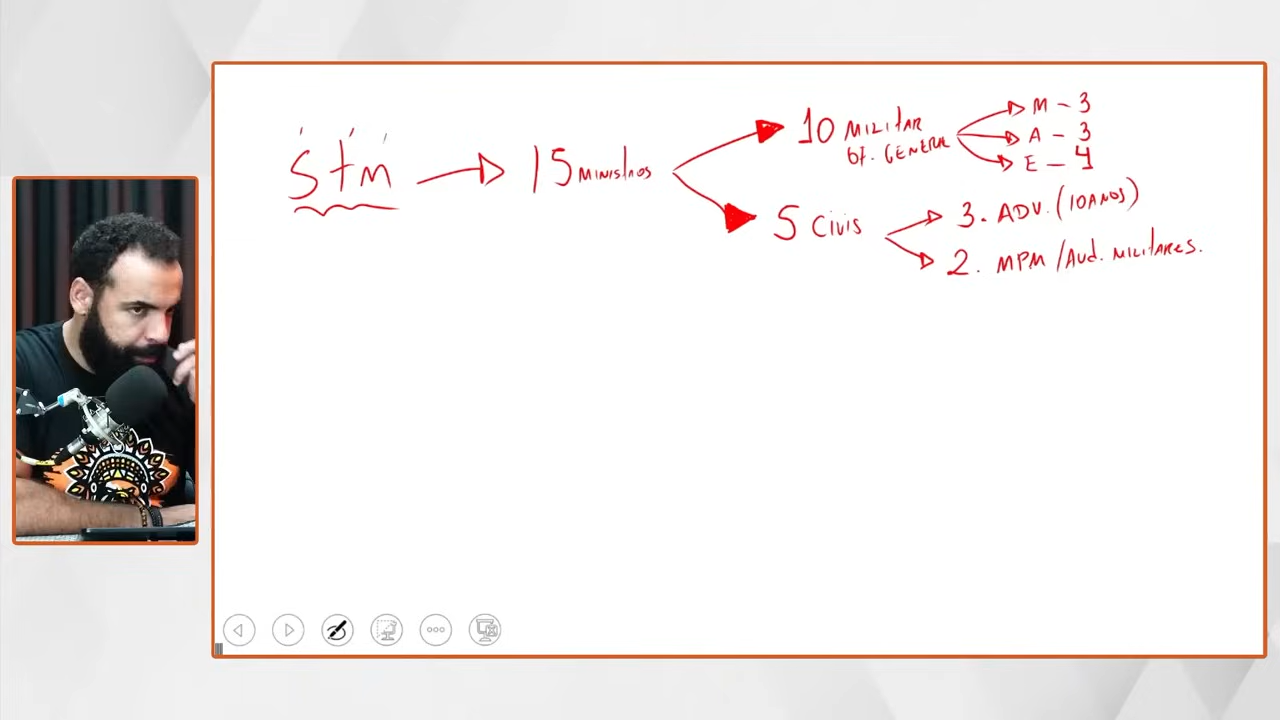 STM
15 MINISTROS
10 MILITAR
Of. GENERAL
M - 3
A - 3
E - 4
5 Civis
3. ADV. (10 ANOS)
2. MPM / Aud. MILITARES.